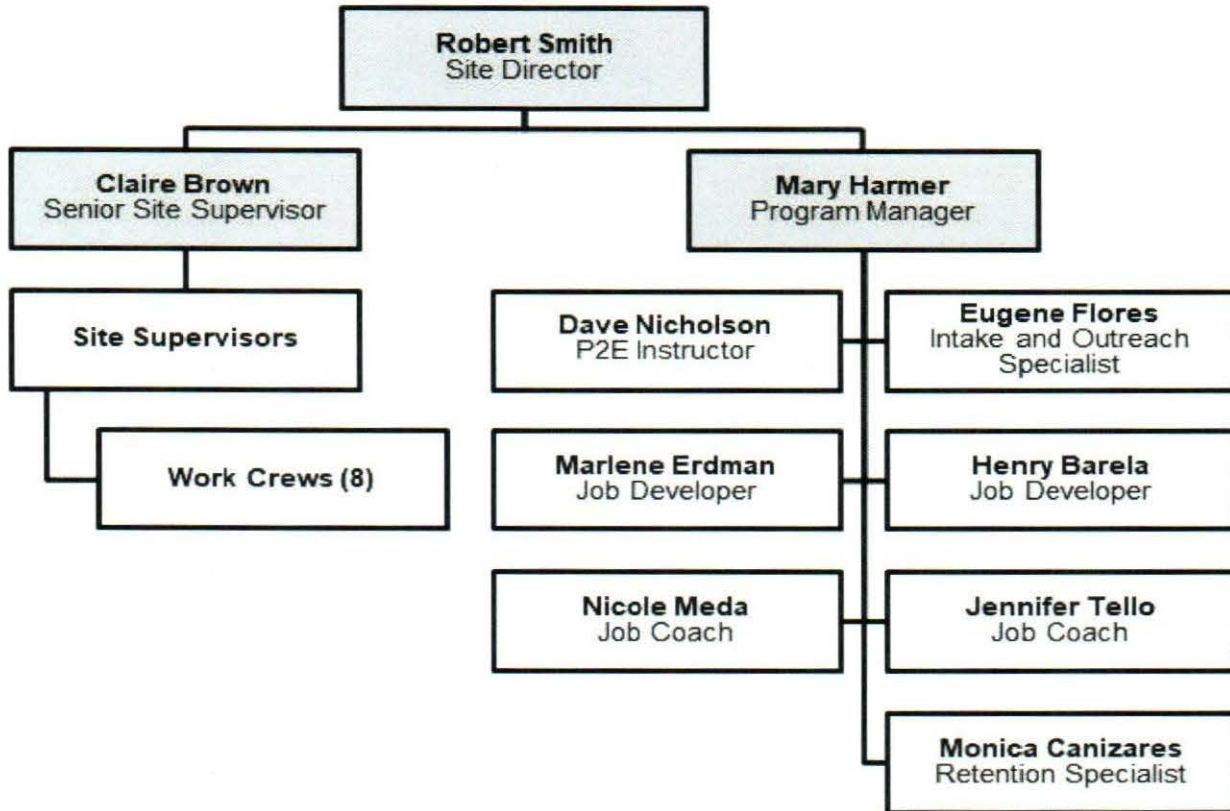 Robert Smith
Site Director
Claire Brown
Senior Site Supervisor
Mary Harmer
Program Manager
Site Supervisors
Work Crews (8)
Dave Nicholson
P2E Instructor
Eugene Flores
Intake and Outreach
Specialist
Marlene Erdman
Job Developer
Henry Barela
Job Developer
Nicole Meda
Job Coach
Jennifer Tello
Job Coach
Monica Canizares
Retention Specialist